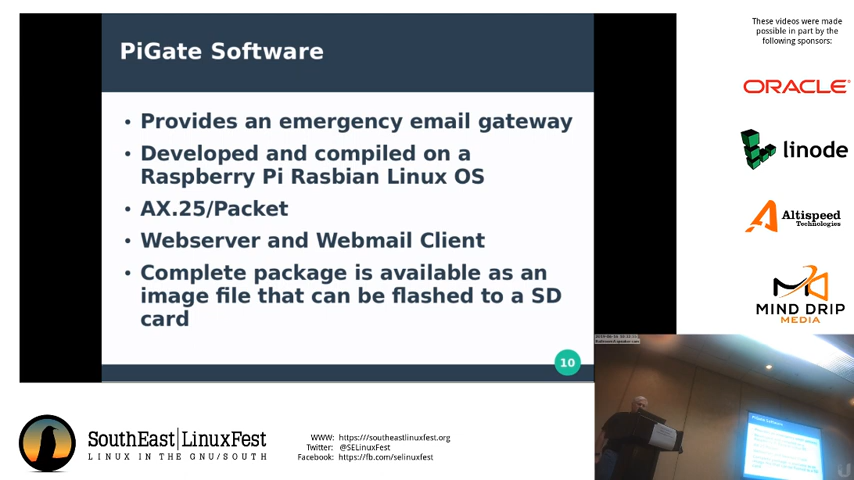 PiGate Software
• Provides an emergency email gateway
• Developed and compiled on a
Raspberry Pi Rasbian Linux OS
• AX.25/Packet
• Webserver and Webmail Client
• Complete package is available as an
image file that can be flashed to a SD
card
10
These videos were made
possible in part by the
following sponsors:
ORACLE
linode
Altispeed
Technologies
MIND DRIP
MEDIA
SouthEast|LinuxFest
LINUX IN THE GNU/SOUTH
WWW: https://southeastlinuxfest.org
Twitter: @SELinuxFest
Facebook: https://fb.com/selinuxfest
PiGate Software